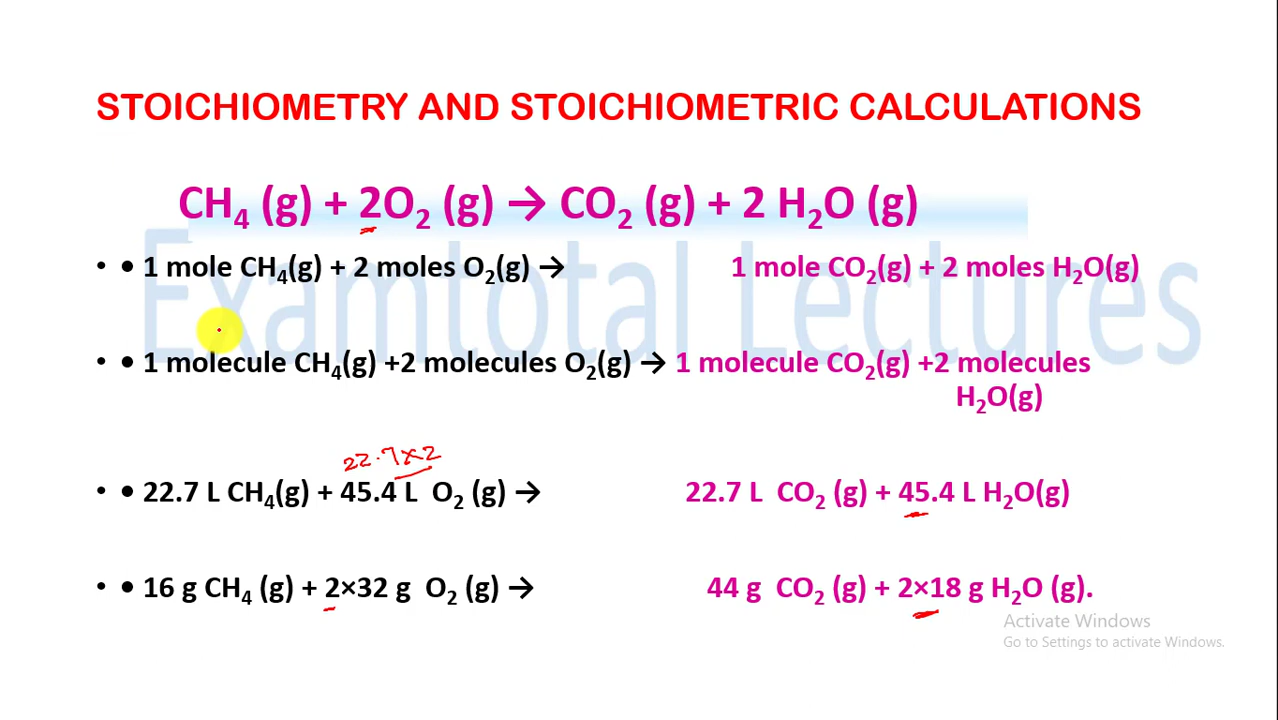 STOICHIOMETRY AND STOICHIOMETRIC CALCULATIONS
CH₄ (g) + 2O₂ (g) → CO₂ (g) + 2 H₂O (g)
• • 1 mole CH₄(g) + 2 moles O₂(g) → 1 mole CO₂(g) + 2 moles H₂O(g)
Examtotal Lectures
• • 1 molecule CH₄(g) +2 molecules O₂(g) → 1 molecule CO₂(g) +2 molecules
H₂O(g)
22.7×2
• • 22.7 L CH₄(g) + 45.4 L O₂ (g) → 22.7 L CO₂ (g) + 45.4 L H₂O(g)
• • 16 g CH₄ (g) + 2×32 g O₂ (g) → 44 g CO₂ (g) + 2×18 g H₂O (g).
Activate Windows
Go to Settings to activate Windows.